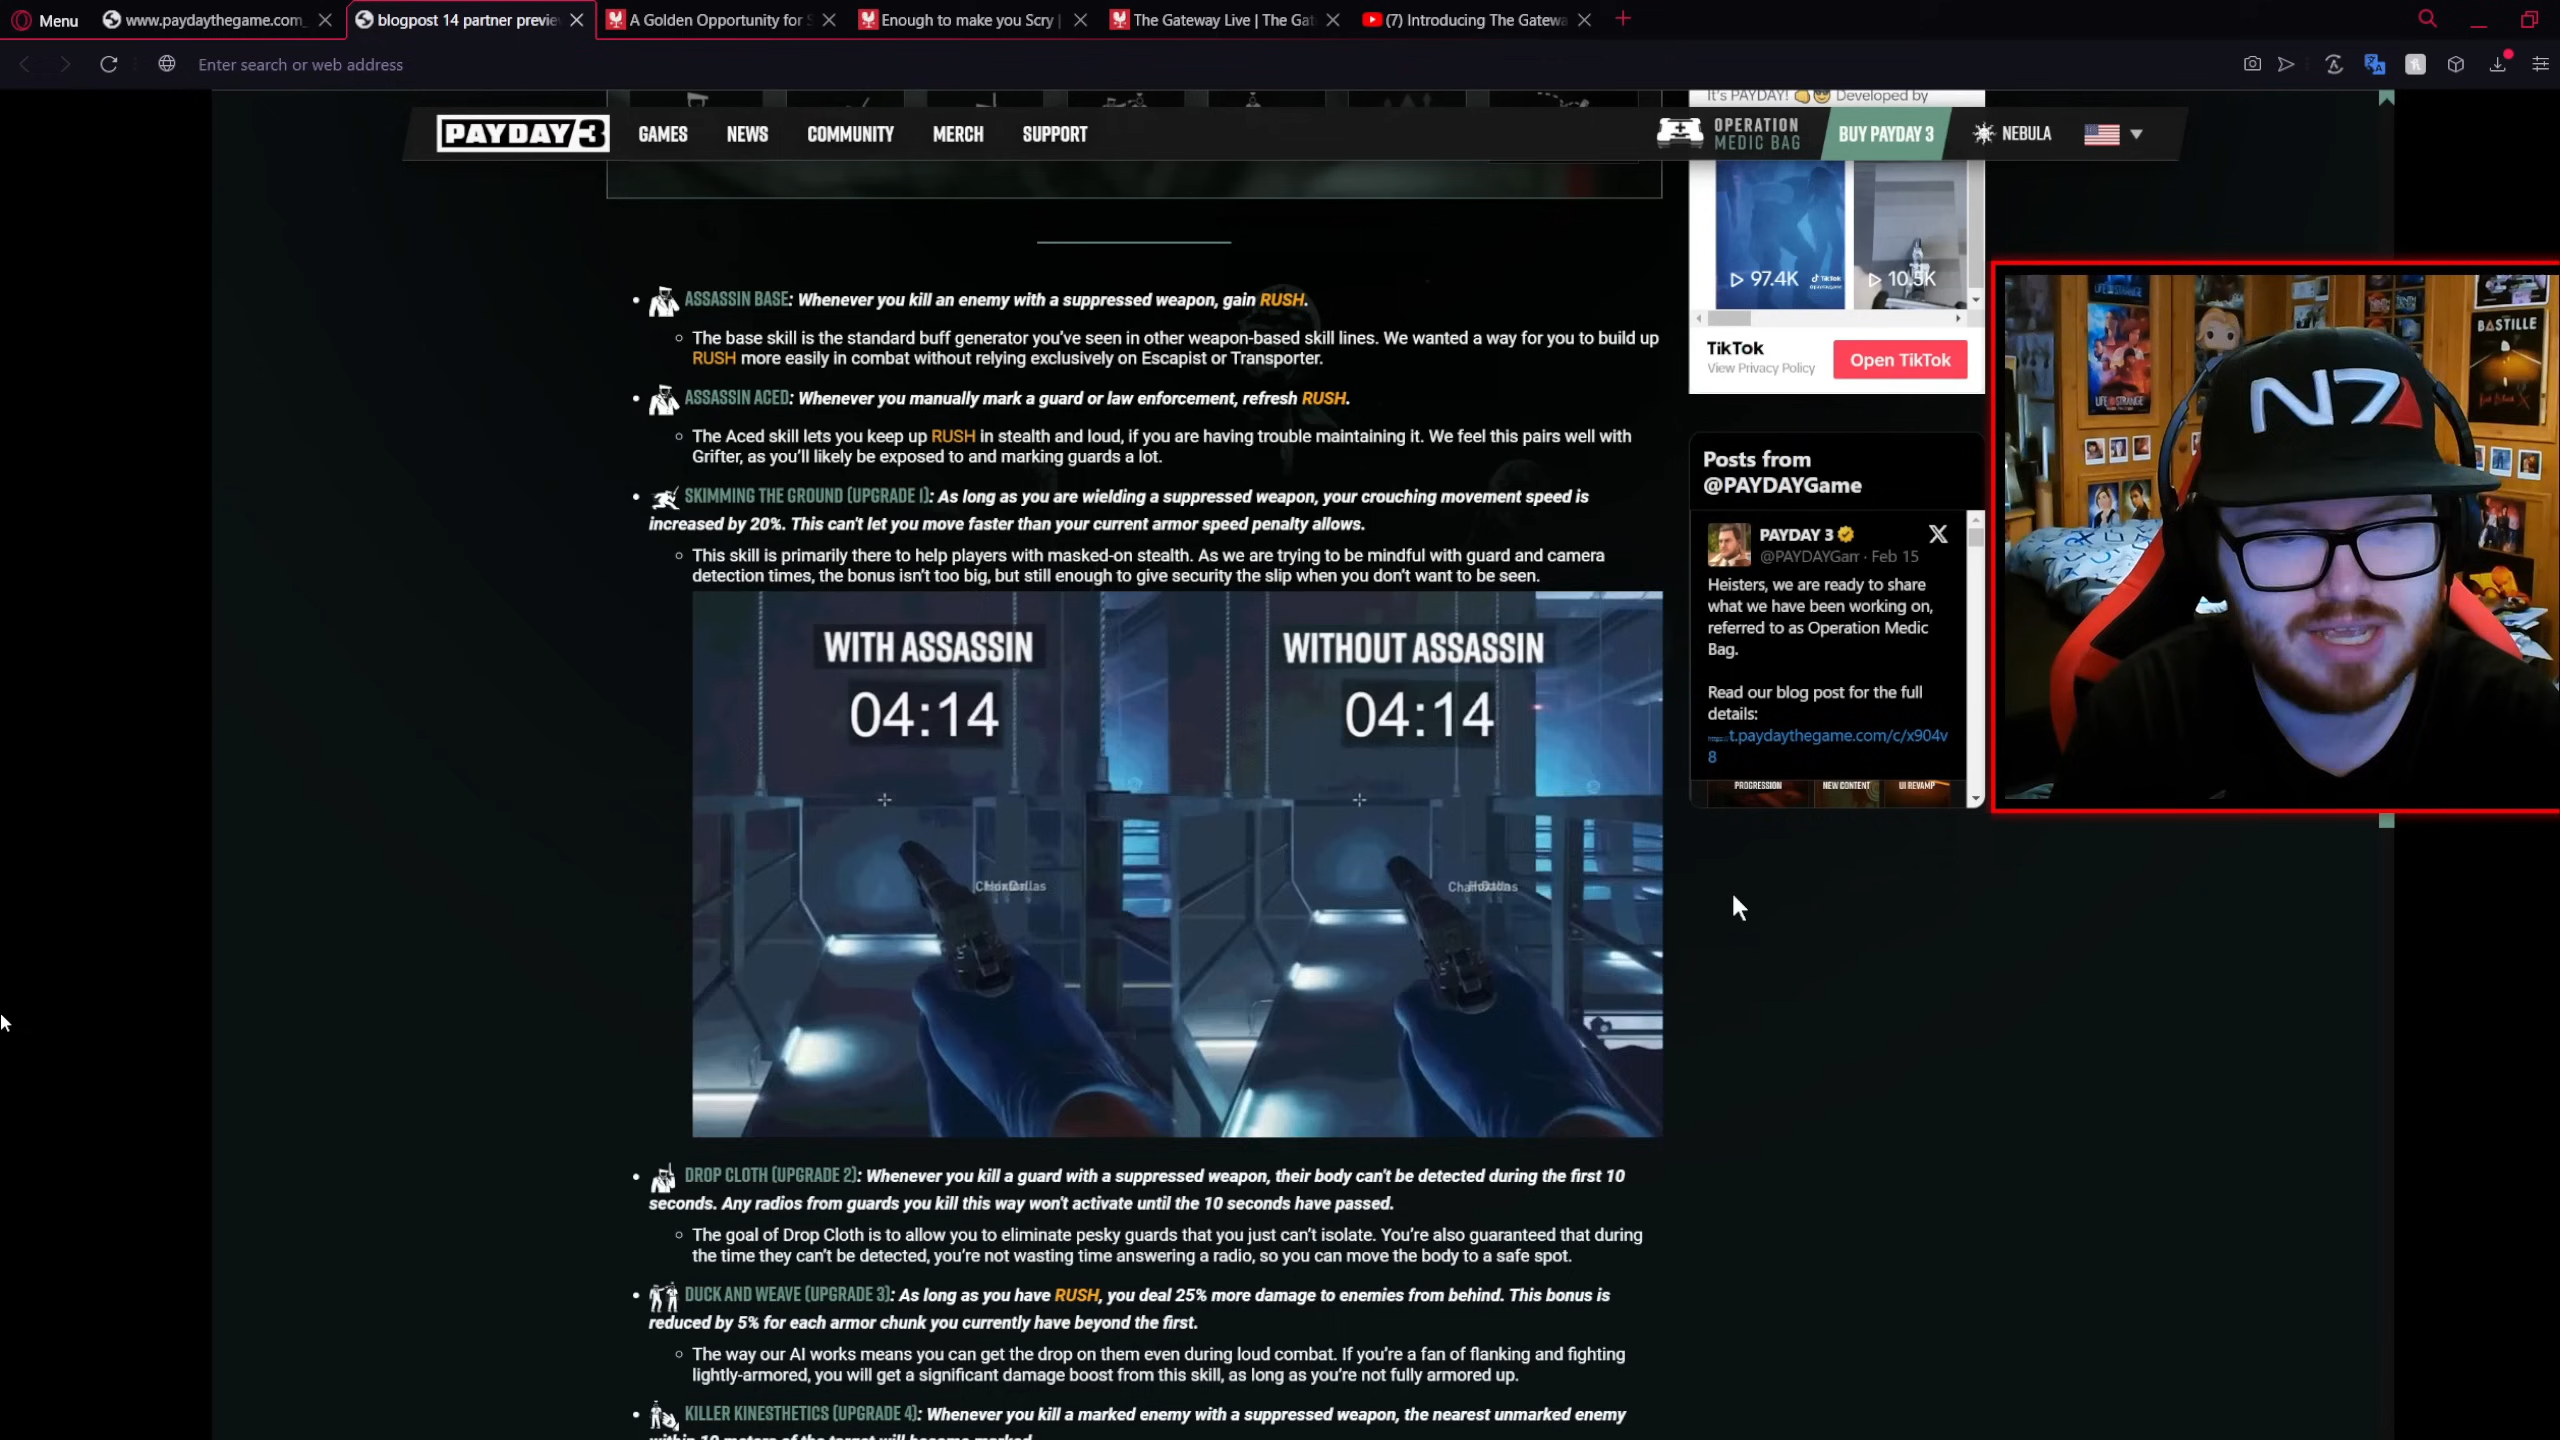 Menu
www.paydaythegame.com_
blogpost 14 partner previe
A Golden Opportunity for S
Enough to make you Scry |
The Gateway Live | The Gat
(7) Introducing The Gatewa
Enter search or web address
It's PAYDAY! Developed by
PAYDAY 3
GAMES
NEWS
COMMUNITY
MERCH
SUPPORT
OPERATION
MEDIC BAG
BUY PAYDAY 3
NEBULA
ASSASSIN BASE: Whenever you kill an enemy with a suppressed weapon, gain RUSH.
The base skill is the standard buff generator you've seen in other weapon-based skill lines. We wanted a way for you to build up
RUSH more easily in combat without relying exclusively on Escapist or Transporter.
ASSASSIN ACED: Whenever you manually mark a guard or law enforcement, refresh RUSH.
The Aced skill lets you keep up RUSH in stealth and loud, if you are having trouble maintaining it. We feel this pairs well with
Grifter, as you'll likely be exposed to and marking guards a lot.
SKIMMING THE GROUND (UPGRADE 1): As long as you are wielding a suppressed weapon, your crouching movement speed is
increased by 20%. This can't let you move faster than your current armor speed penalty allows.
This skill is primarily there to help players with masked-on stealth. As we are trying to be mindful with guard and camera
detection times, the bonus isn't too big, but still enough to give security the slip when you don't want to be seen.
WITH ASSASSIN
04:14
WITHOUT ASSASSIN
04:14
DROP CLOTH (UPGRADE 2): Whenever you kill a guard with a suppressed weapon, their body can't be detected during the first 10
seconds. Any radios from guards you kill this way won't activate until the 10 seconds have passed.
The goal of Drop Cloth is to allow you to eliminate pesky guards that you just can't isolate. You're also guaranteed that during
the time they can't be detected, you're not wasting time answering a radio, so you can move the body to a safe spot.
DUCK AND WEAVE (UPGRADE 3): As long as you have RUSH, you deal 25% more damage to enemies from behind. This bonus is
reduced by 5% for each armor chunk you currently have beyond the first.
The way our AI works means you can get the drop on them even during loud combat. If you're a fan of flanking and fighting
lightly-armored, you will get a significant damage boost from this skill, as long as you're not fully armored up.
KILLER KINESTHETICS (UPGRADE 4): Whenever you kill a marked enemy with a suppressed weapon, the nearest unmarked enemy
within 10 meters of the target will become marked.
97.4K
TikTok
10.5K
TikTok
View Privacy Policy
Open TikTok
Posts from
@PAYDAYGame
PAYDAY 3
@PAYDAYGam · Feb 15
Heisters, we are ready to share
what we have been working on,
referred to as Operation Medic
Bag.
Read our blog post for the full
details:
t.paydaythegame.com/c/x904v
8
PROGRESSION
NEW CONTENT
UI REVAMP
LIFE IS STRANGE
BASTILLE
N7